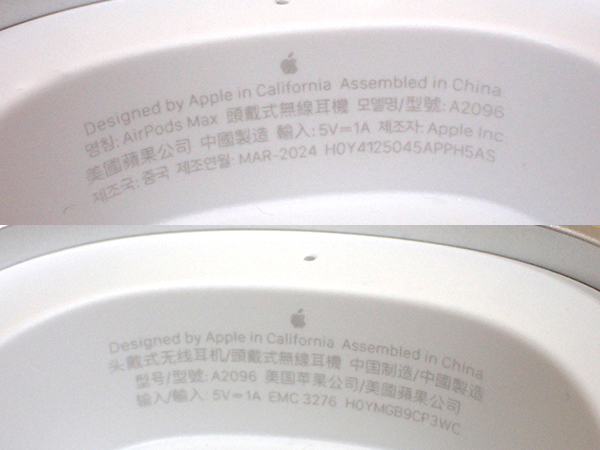 Designed by Apple in California Assembled in China
명칭: AirPods Max 頭戴式無線耳機 모델명/型號: A2096
美國蘋果公司 中國製造 輸入: 5V⎓1A 제조자: Apple Inc
제조국: 중국 제조연월: MAR-2024 H0Y4125045APPH5AS
Designed by Apple in California Assembled in China
头戴式无线耳机/頭戴式無線耳機 中国制造/中國製造
型号/型號: A2096 美国苹果公司/美國蘋果公司
输入/輸入: 5V⎓1A EMC 3276 H0YMGB9CP3WC